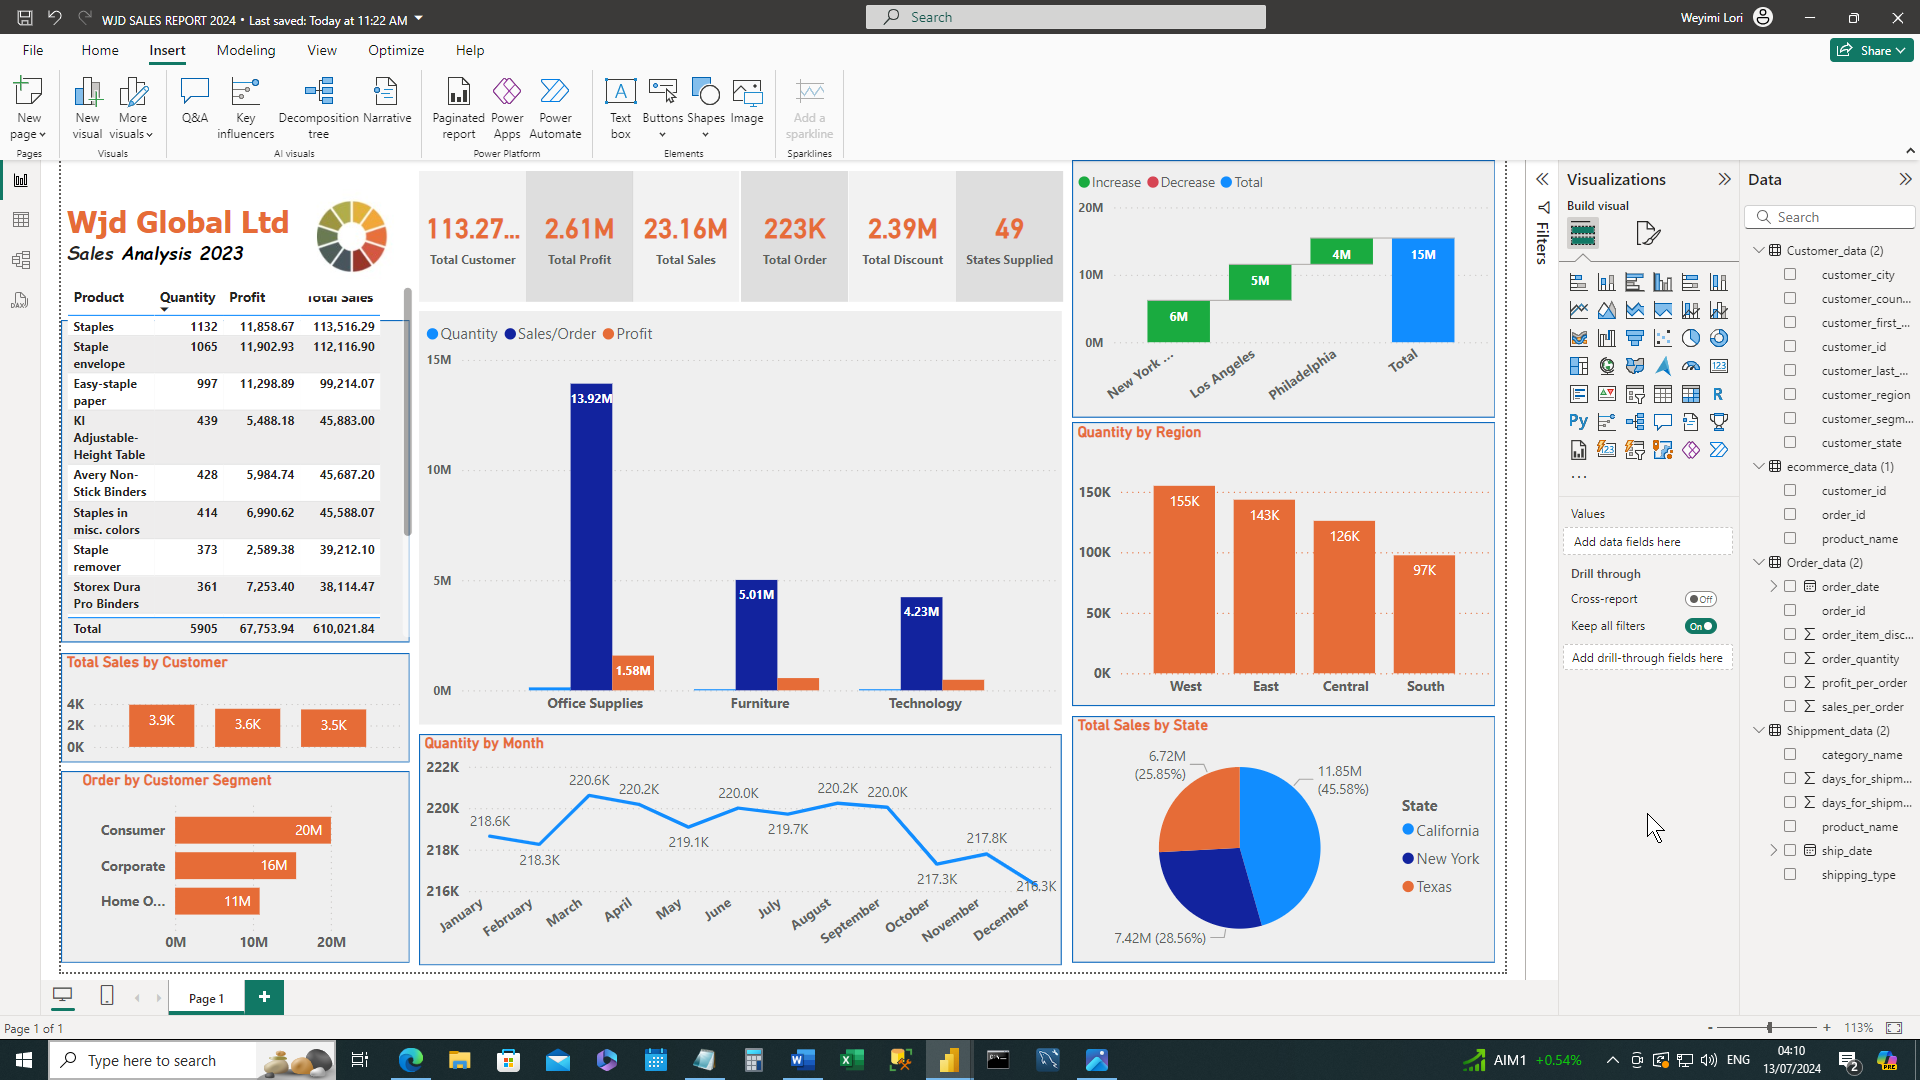 WJD SALES REPORT 2024 • Last saved: Today at 11:22 AM
Search
Weyimi Lori
File
Home
Insert
Modeling
View
Optimize
Help
Share
New page
Pages
New visual
More visuals
Visuals
Q&A
Key influencers
Decomposition tree
Narrative
AI visuals
Paginated report
Power Apps
Power Automate
Power Platform
Text box
Buttons
Shapes
Image
Elements
Add a sparkline
Sparklines
Wjd Global Ltd
Sales Analysis 2023
Product Quantity Profit Total Sales
Staples 1132 11,858.67 113,516.29
Staple envelope 1065 11,902.93 112,116.90
Easy-staple paper 997 11,298.89 99,214.07
KI Adjustable-Height Table 439 5,488.18 45,883.00
Avery Non-Stick Binders 428 5,984.74 45,687.20
Staples in misc. colors 414 6,990.62 45,588.07
Staple remover 373 2,589.38 39,212.10
Storex Dura Pro Binders 361 7,253.40 38,114.47
Total 5905 67,753.94 610,021.84
Total Sales by Customer
4K
2K
0K
3.9K 3.6K 3.5K
Order by Customer Segment
Consumer 20M
Corporate 16M
Home O... 11M
0M 10M 20M
113.27... 2.61M 23.16M 223K 2.39M 49
Total Customer Total Profit Total Sales Total Order Total Discount States Supplied
Quantity Sales/Order Profit
15M
10M
5M
0M
13.92M
1.58M
5.01M
4.23M
Office Supplies Furniture Technology
Quantity by Month
222K
220K
218K
216K
218.6K
218.3K
220.6K
220.2K
219.1K
220.0K
219.7K
220.2K
220.0K
217.3K
217.8K
216.3K
January February March April May June July August September October November December
Increase Decrease Total
20M
10M
0M
6M
5M
4M
15M
New York ... Los Angeles Philadelphia Total
Quantity by Region
150K
100K
50K
0K
155K
143K
126K
97K
West East Central South
Total Sales by State
6.72M (25.85%)
11.85M (45.58%)
7.42M (28.56%)
State
California
New York
Texas
Filters
Visualizations
Build visual
R
Py
123
...
Values
Add data fields here
Drill through
Cross-report Off
Keep all filters On
Add drill-through fields here
Data
Search
Customer_data (2)
customer_city
customer_coun...
customer_first_...
customer_id
customer_last_...
customer_region
customer_segm...
customer_state
ecommerce_data (1)
customer_id
order_id
product_name
Order_data (2)
order_date
order_id
order_item_disc...
order_quantity
profit_per_order
sales_per_order
Shippment_data (2)
category_name
days_for_shipm...
days_for_shipm...
product_name
ship_date
shipping_type
Page 1
Page 1 of 1
- + 113%
Type here to search
AIM1 +0.54%
ENG
04:10
13/07/2024
2